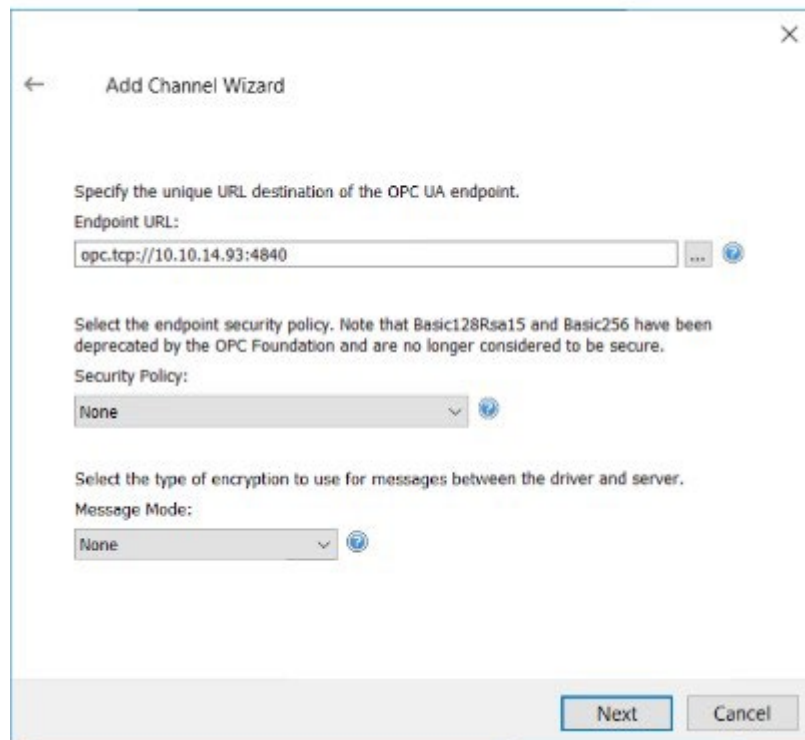 Add Channel Wizard
Specify the unique URL destination of the OPC UA endpoint.
Endpoint URL:
opc.tcp://10.10.14.93:4840
...
Select the endpoint security policy. Note that Basic128Rsa15 and Basic256 have been
deprecated by the OPC Foundation and are no longer considered to be secure.
Security Policy:
None
Select the type of encryption to use for messages between the driver and server.
Message Mode:
None
Next
Cancel